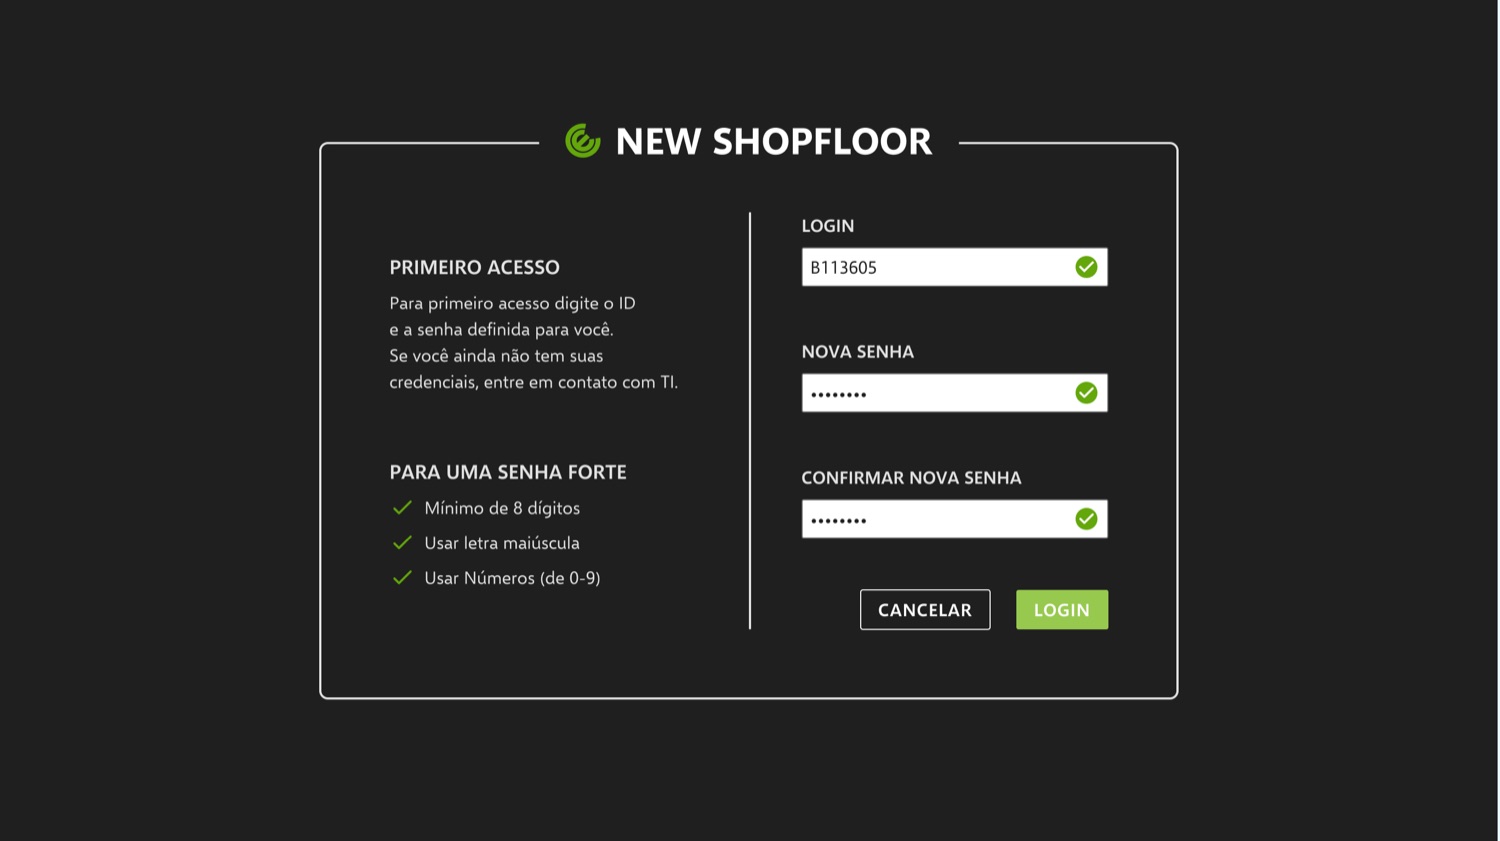 NEW SHOPFLOOR
PRIMEIRO ACESSO
Para primeiro acesso digite o ID
e a senha definida para você.
Se você ainda não tem suas
credenciais, entre em contato com TI.
PARA UMA SENHA FORTE
Mínimo de 8 dígitos
Usar letra maiúscula
Usar Números (de 0-9)
LOGIN
B113605
NOVA SENHA
••••••••
CONFIRMAR NOVA SENHA
••••••••
CANCELAR
LOGIN